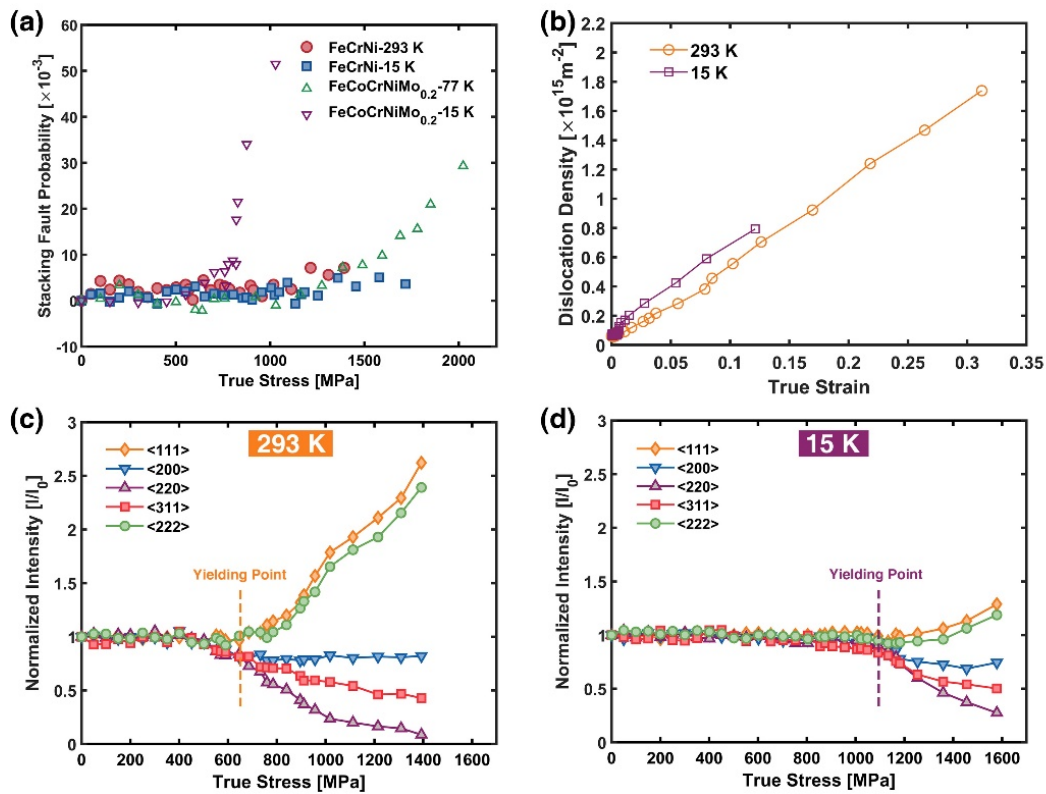 (a)
60
50
40
30
20
10
0
-10
Stacking Fault Probability [×10-3]
FeCrNi-293 K
FeCrNi-15 K
FeCoCrNiMo0.2-77 K
FeCoCrNiMo0.2-15 K
0 500 1000 1500 2000
True Stress [MPa]
(b)
2.2
2
1.8
1.6
1.4
1.2
1
0.8
0.6
0.4
0.2
0
Dislocation Density [×1015m-2]
293 K
15 K
0 0.05 0.1 0.15 0.2 0.25 0.3 0.35
True Strain
(c)
3
2.5
2
1.5
1
0.5
0
Normalized Intensity [I/I0]
<111>
<200>
<220>
<311>
<222>
293 K
Yielding Point
0 200 400 600 800 1000 1200 1400 1600
True Stress [MPa]
(d)
3
2.5
2
1.5
1
0.5
0
Normalized Intensity [I/I0]
<111>
<200>
<220>
<311>
<222>
15 K
Yielding Point
0 200 400 600 800 1000 1200 1400 1600
True Stress [MPa]